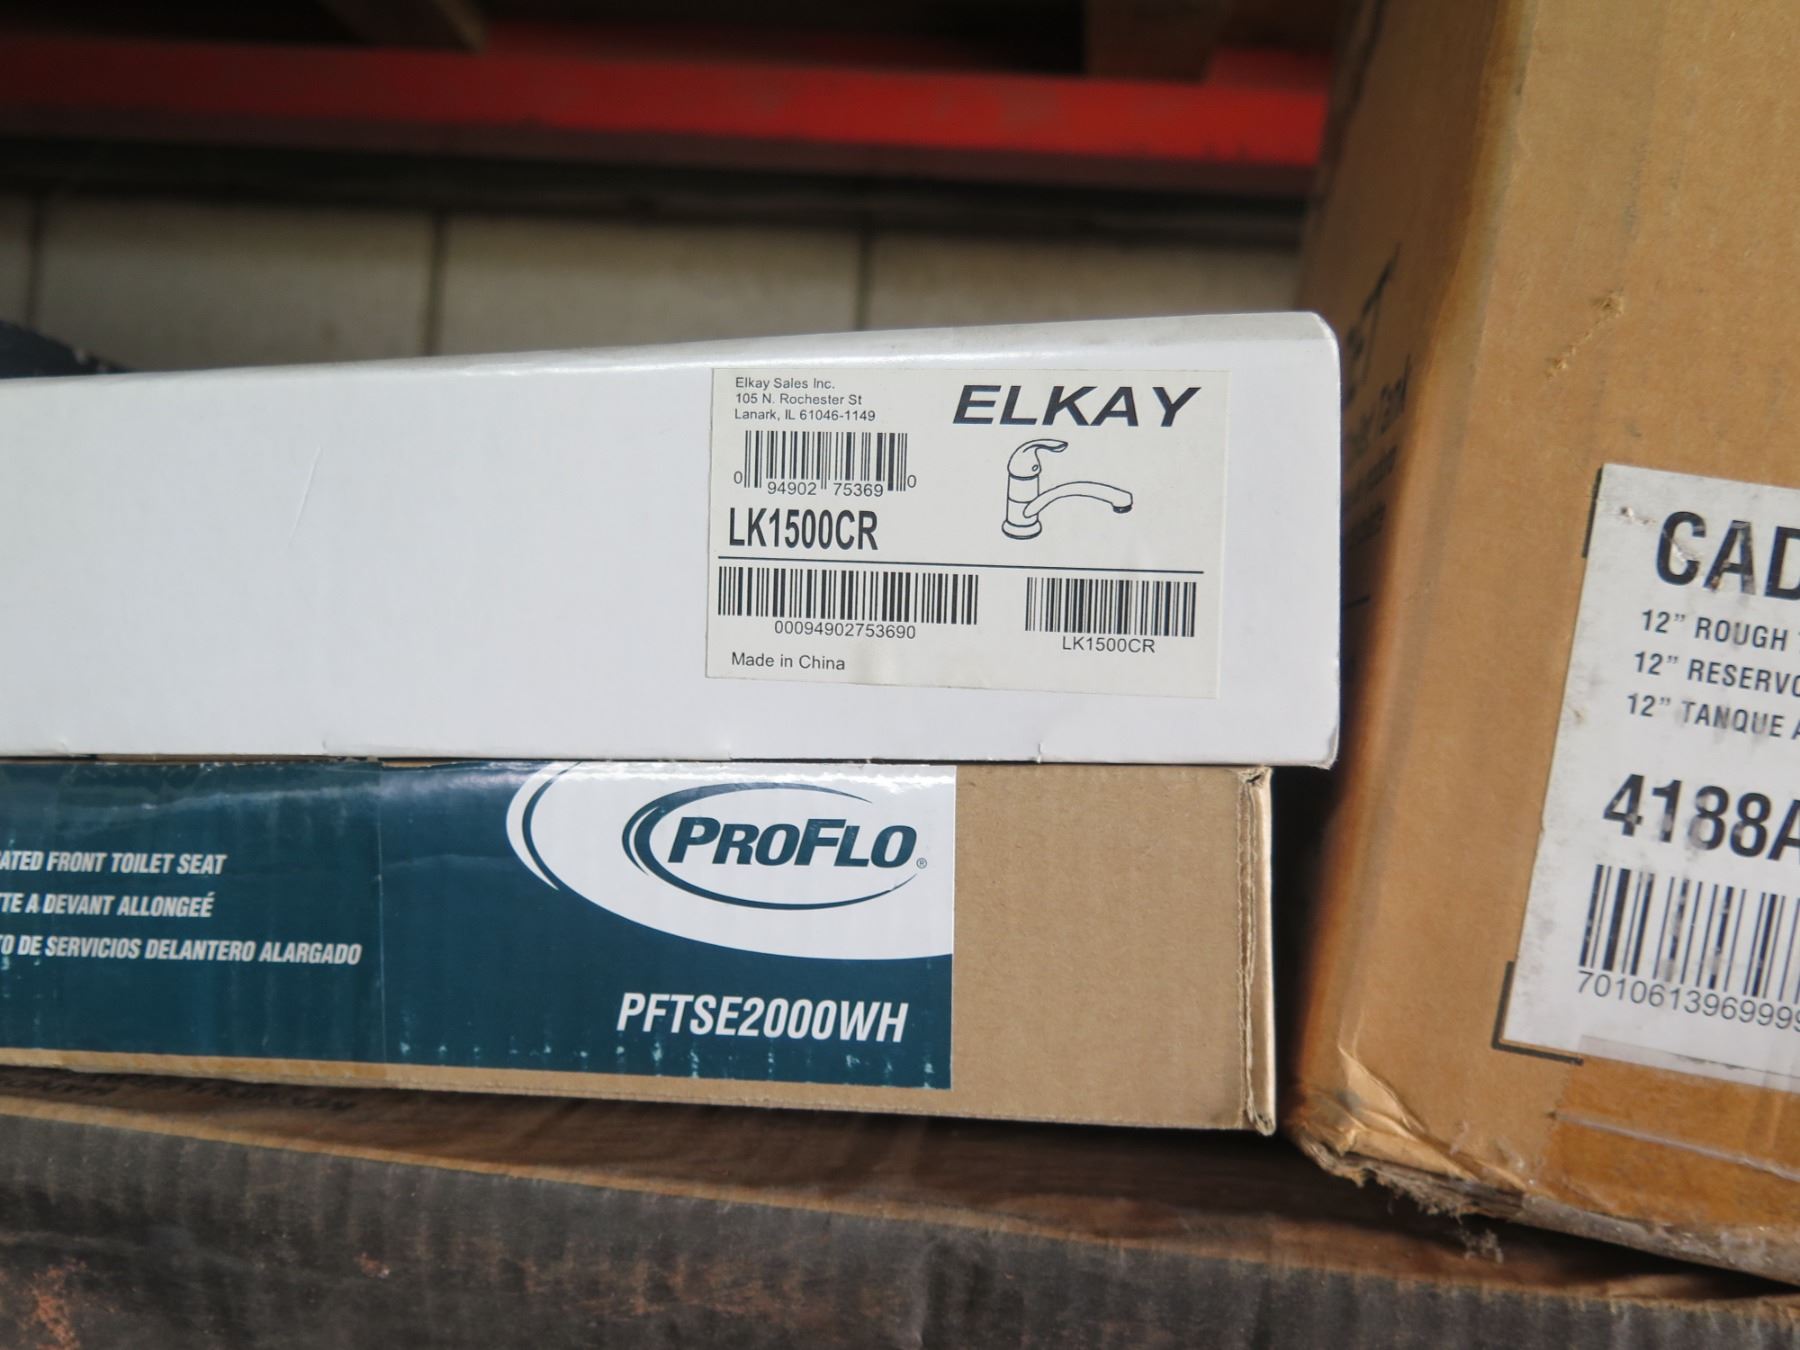 Elkay Sales Inc.
105 N. Rochester St
Lanark, IL 61046-1149
ELKAY
0 94902 75369 0
LK1500CR
00094902753690
LK1500CR
Made in China
PROFLO®
ATED FRONT TOILET SEAT
TE A DEVANT ALLONGEÉ
O DE SERVICIOS DELANTERO ALARGADO
PFTSE2000WH
CAD
12" ROUGH
12" RESERVO
12" TANQUE A
4188A
7010613969999